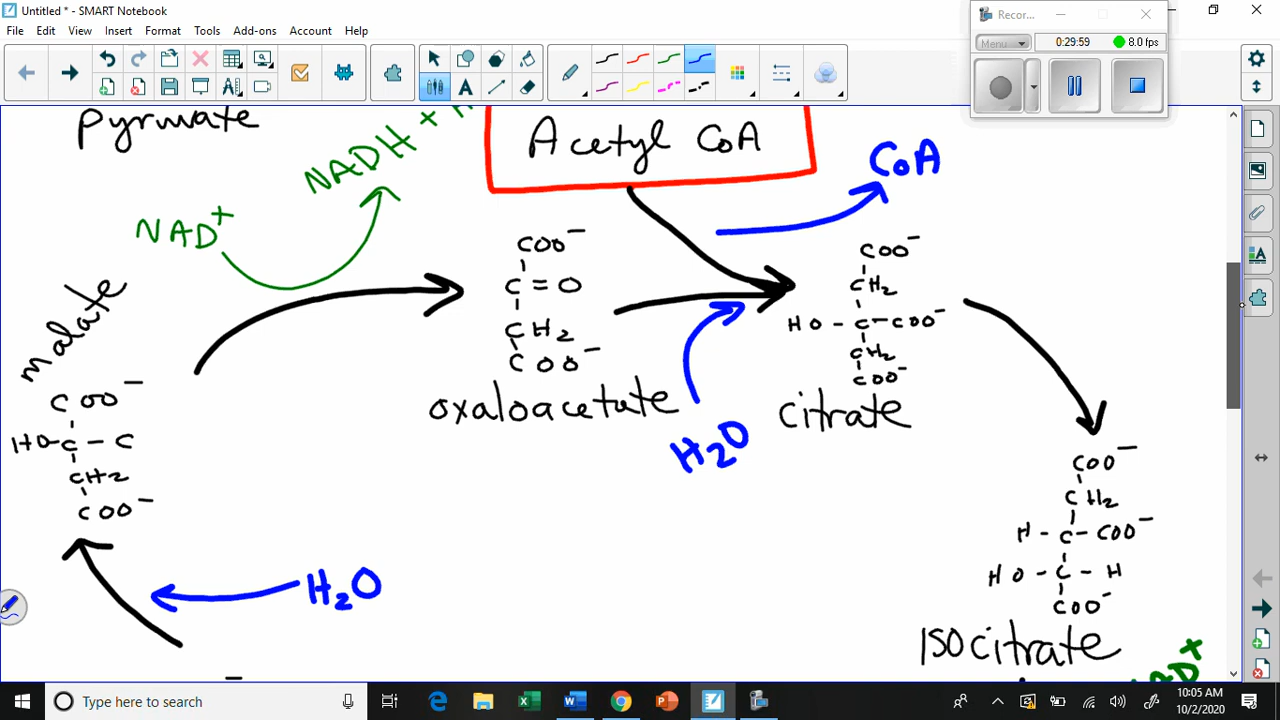 Untitled * - SMART Notebook
File Edit View Insert Format Tools Add-ons Account Help
Recor...
Menu
0:29:59
8.0 fps
Pyrmate
NADH + H
Acetyl CoA
CoA
NAD+
malate
COO−
C = O
CH2
COO−
oxaloacetate
COO−
CH2
HO - C - COO−
CH2
COO−
citrate
H2O
COO−
HO - C - C
CH2
COO−
H2O
COO−
CH2
H - C - COO−
HO - C - H
COO−
ISocitrate
NAD+
Type here to search
10:05 AM
10/2/2020